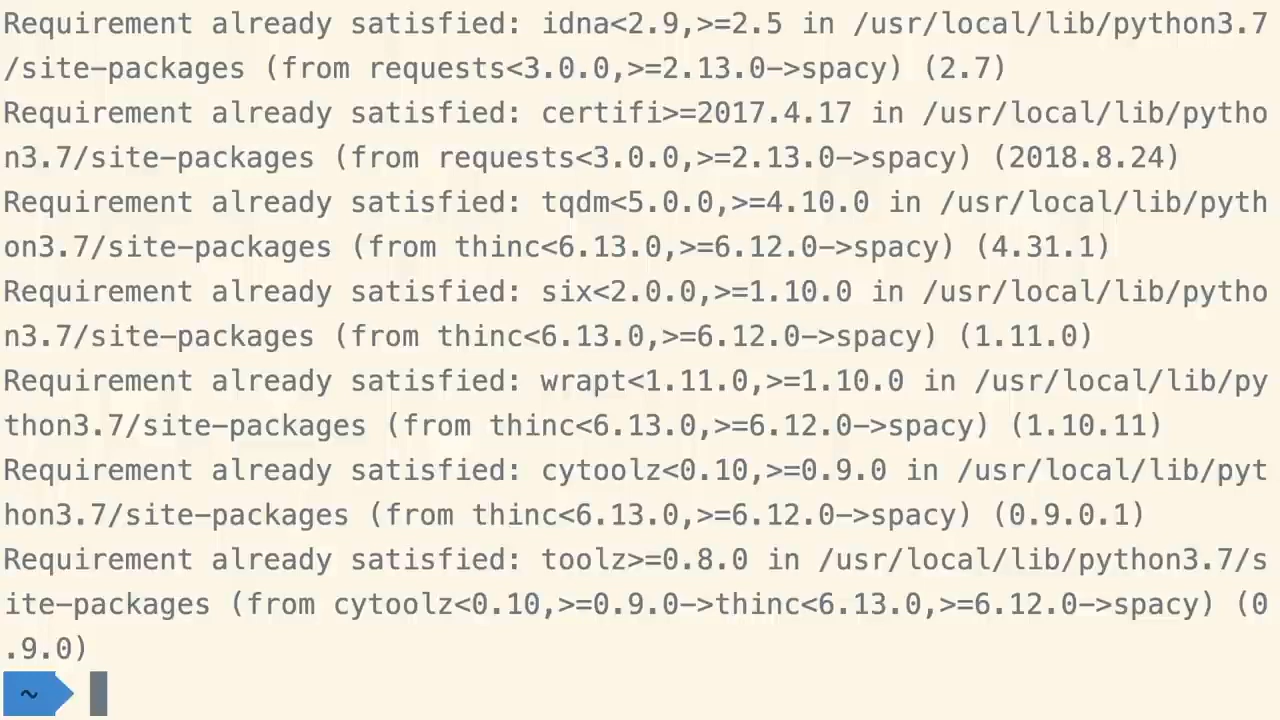 Requirement already satisfied: idna<2.9,>=2.5 in /usr/local/lib/python3.7
/site-packages (from requests<3.0.0,>=2.13.0->spacy) (2.7)
Requirement already satisfied: certifi>=2017.4.17 in /usr/local/lib/pytho
n3.7/site-packages (from requests<3.0.0,>=2.13.0->spacy) (2018.8.24)
Requirement already satisfied: tqdm<5.0.0,>=4.10.0 in /usr/local/lib/pyth
on3.7/site-packages (from thinc<6.13.0,>=6.12.0->spacy) (4.31.1)
Requirement already satisfied: six<2.0.0,>=1.10.0 in /usr/local/lib/pytho
n3.7/site-packages (from thinc<6.13.0,>=6.12.0->spacy) (1.11.0)
Requirement already satisfied: wrapt<1.11.0,>=1.10.0 in /usr/local/lib/py
thon3.7/site-packages (from thinc<6.13.0,>=6.12.0->spacy) (1.10.11)
Requirement already satisfied: cytoolz<0.10,>=0.9.0 in /usr/local/lib/pyt
hon3.7/site-packages (from thinc<6.13.0,>=6.12.0->spacy) (0.9.0.1)
Requirement already satisfied: toolz>=0.8.0 in /usr/local/lib/python3.7/s
ite-packages (from cytoolz<0.10,>=0.9.0->thinc<6.13.0,>=6.12.0->spacy) (0
.9.0)
~